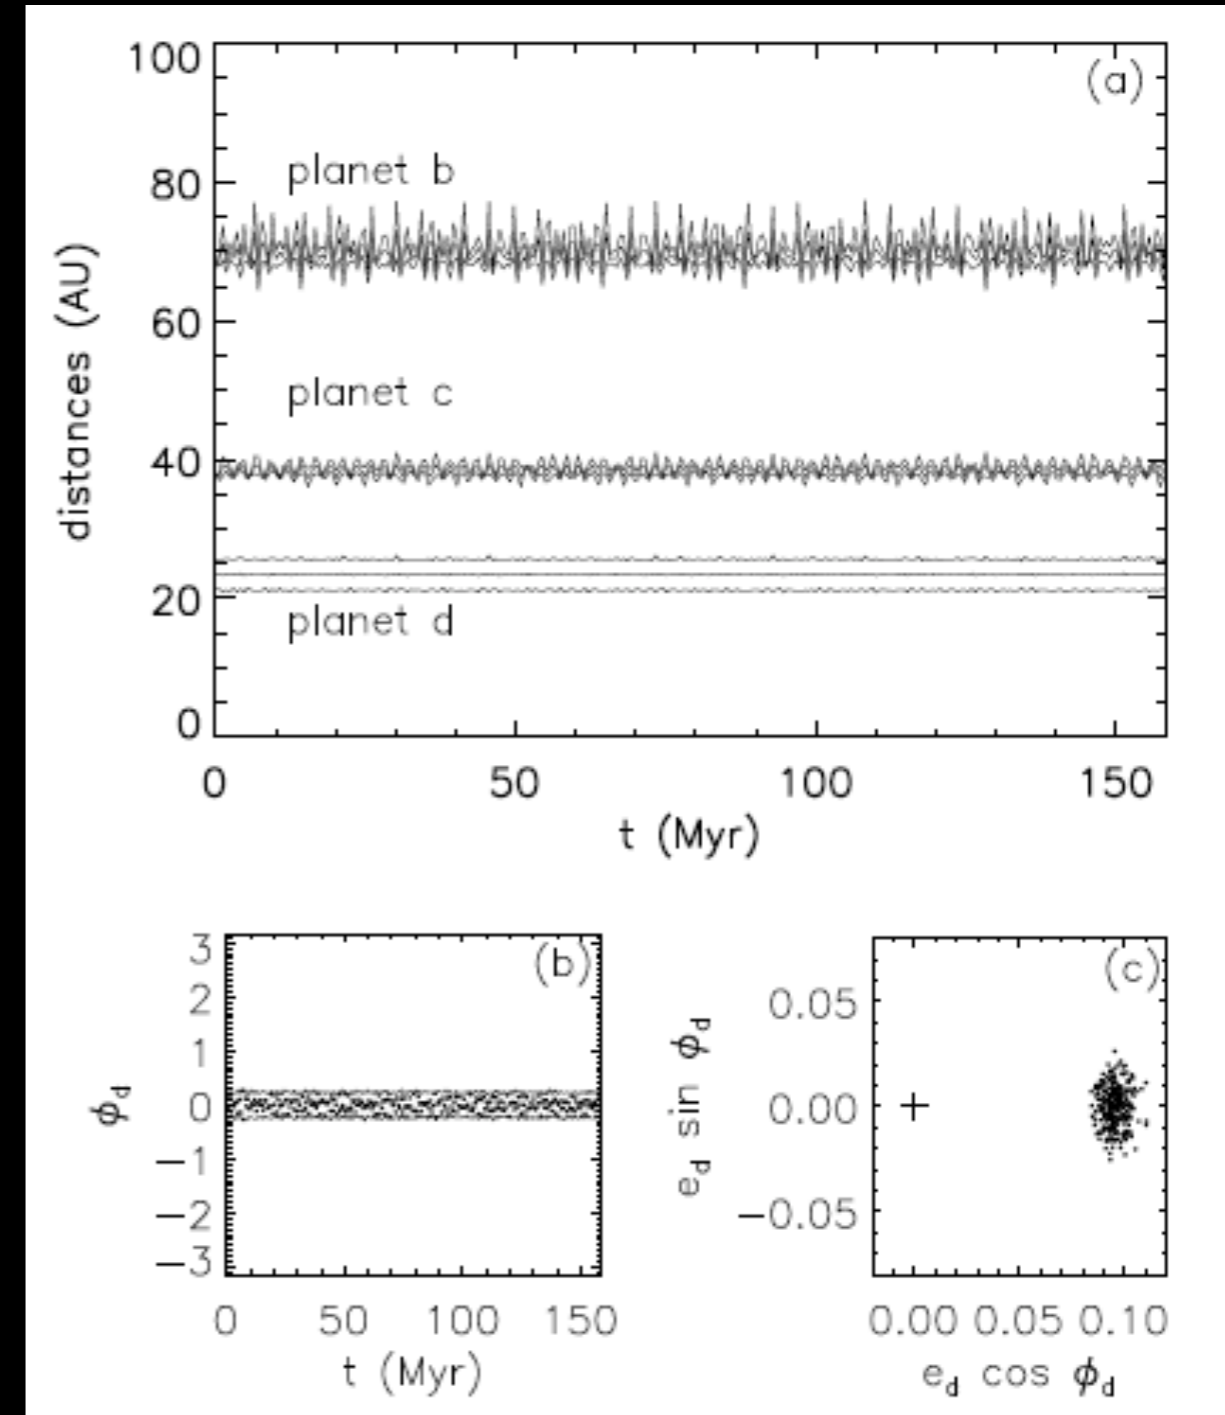 (a)
100
80
60
40
20
0
distances (AU)
planet b
planet c
planet d
0 50 100 150
t (Myr)
(b)
3
2
1
0
−1
−2
−3
ϕd
0 50 100 150
t (Myr)
(c)
0.05
0.00
−0.05
ed sin ϕd
0.00 0.05 0.10
ed cos ϕd